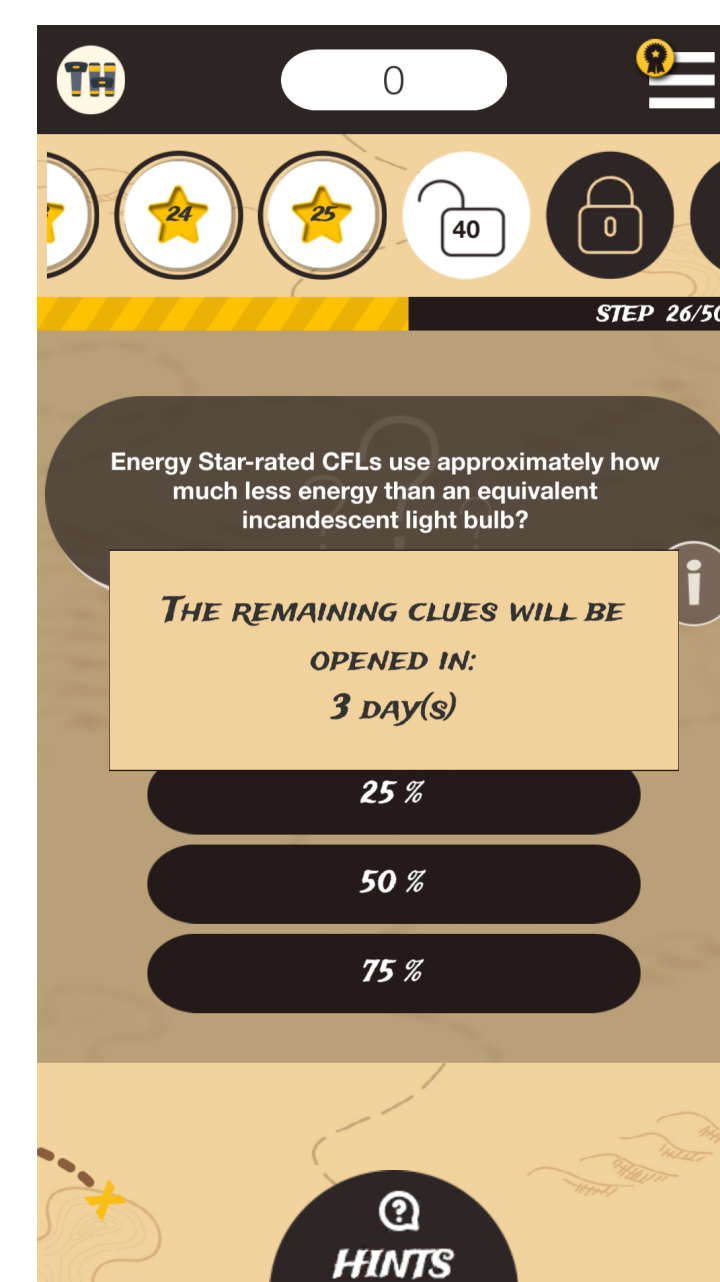 TH
0
24
25
40
0
STEP 26/50
Energy Star-rated CFLs use approximately how
much less energy than an equivalent
incandescent light bulb?
i
THE REMAINING CLUES WILL BE
OPENED IN:
3 DAY(S)
25 %
50 %
75 %
?
HINTS